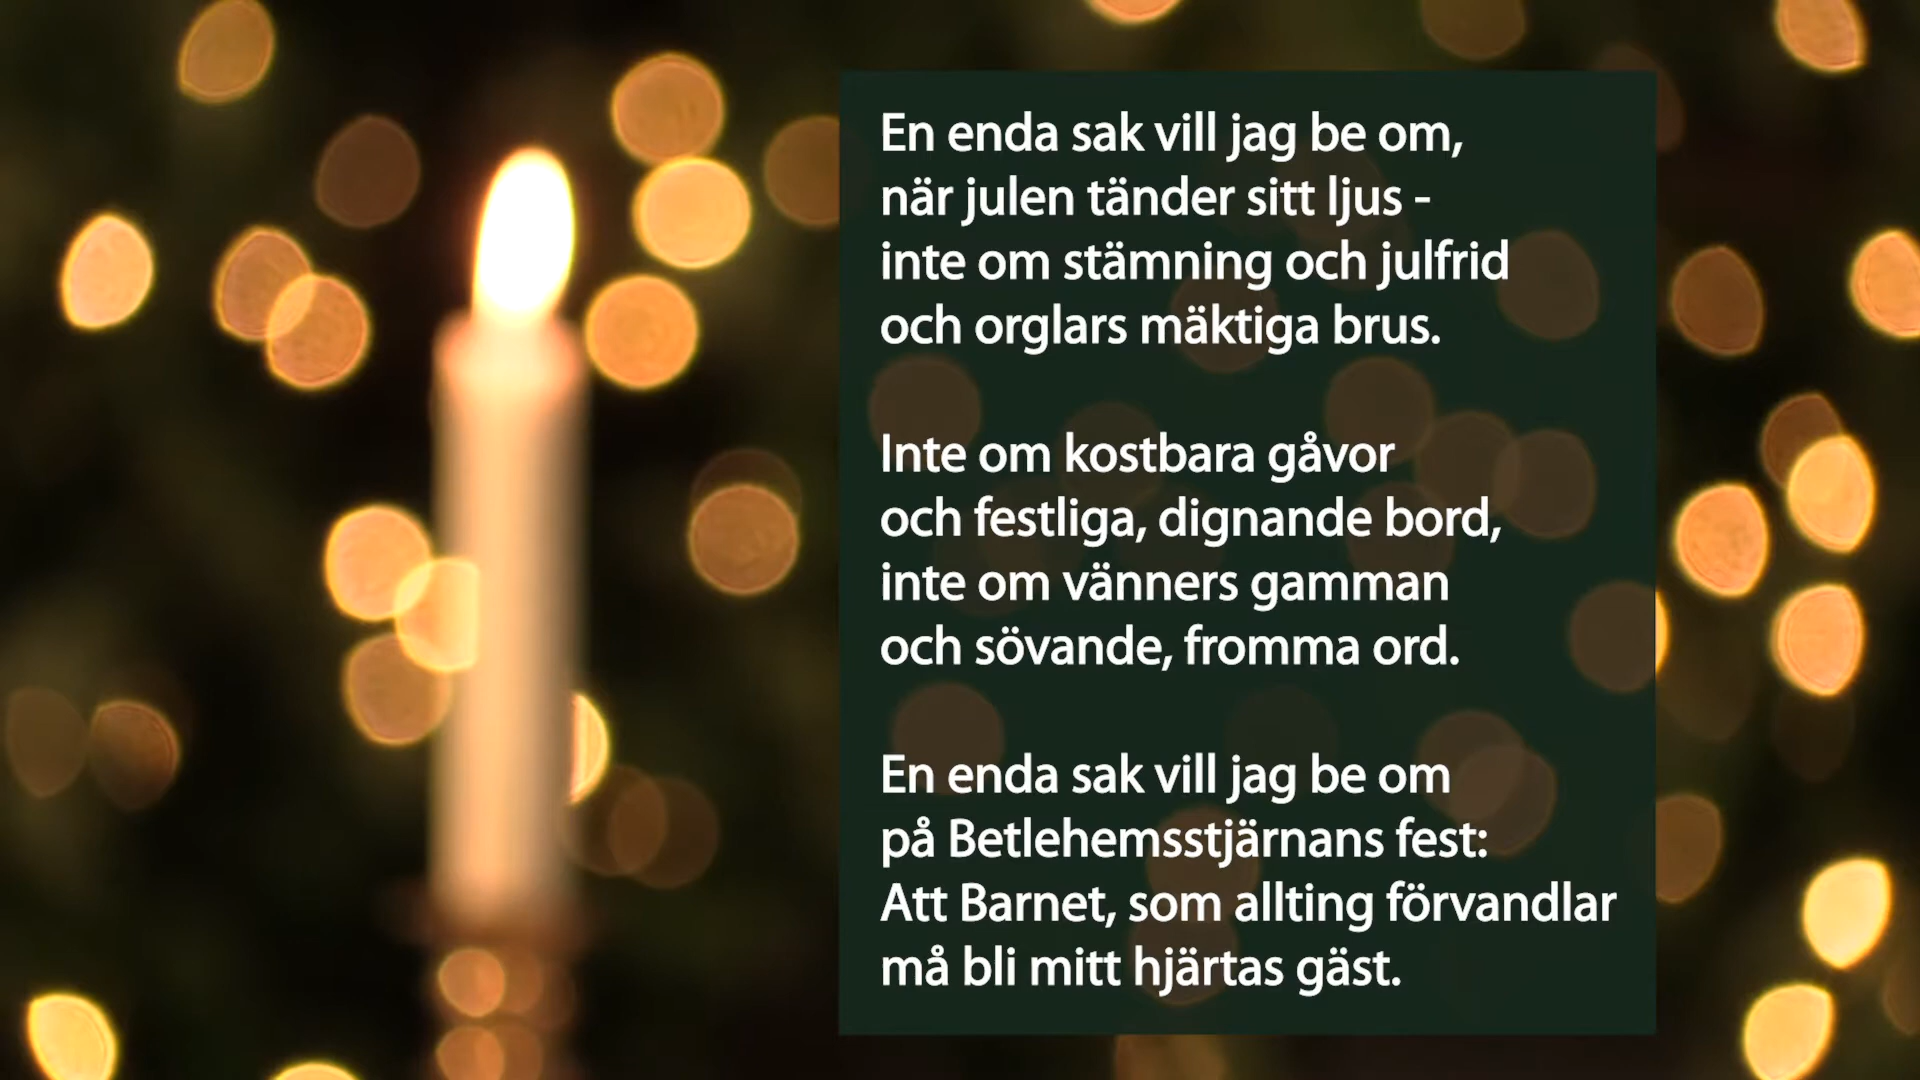 En enda sak vill jag be om,
när julen tänder sitt ljus -
inte om stämning och julfrid
och orglars mäktiga brus.
Inte om kostbara gåvor
och festliga, dignande bord,
inte om vänners gamman
och sövande, fromma ord.
En enda sak vill jag be om
på Betlehemsstjärnans fest:
Att Barnet, som allting förvandlar
må bli mitt hjärtas gäst.